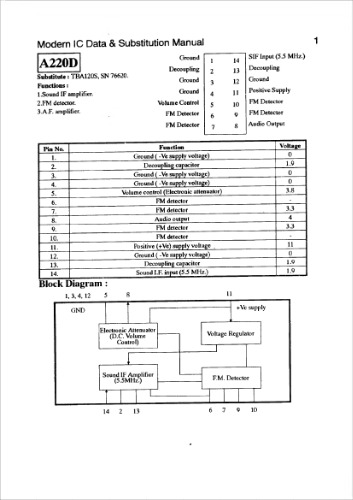 Modern IC Data & Substitution Manual 1
A220D
Substitute : TBA120S, SN 76620.
Functions :
1.Sound IF amplifier.
2.FM detector.
3.A.F. amplifier.
Ground 1 14 SIF Input (5.5 MHz.)
Decoupling 2 13 Decoupling
Ground 3 12 Ground
Ground 4 11 Positive Supply
Volume Control 5 10 FM Detector
FM Detector 6 9 FM Detector
FM Detector 7 8 Audio Output
Pin No. Function Voltage
1. Ground ( -Ve supply voltage) 0
2. Decoupling capacitor 1.9
3. Ground ( -Ve supply voltage) 0
4. Ground ( -Ve supply voltage) 0
5. Volume control (Electronic attenuator) 3.8
6. FM detector -
7. FM detector 3.3
8. Audio output 4
9. FM detector 3.3
10. FM detector -
11. Positive (+Ve) supply voltage 11
12. Ground ( -Ve supply voltage) 0
13. Decoupling capacitor 1.9
14. Sound I.F. input (5.5 MHz.) 1.9
Block Diagram :
1, 3, 4, 12 5 8 11
GND +Ve supply
Electronic Attenuator
(D.C. Volume
Control)
Voltage Regulator
Sound IF Amplifier
(5.5MHz.)
F.M. Detector
14 2 13 6 7 9 10